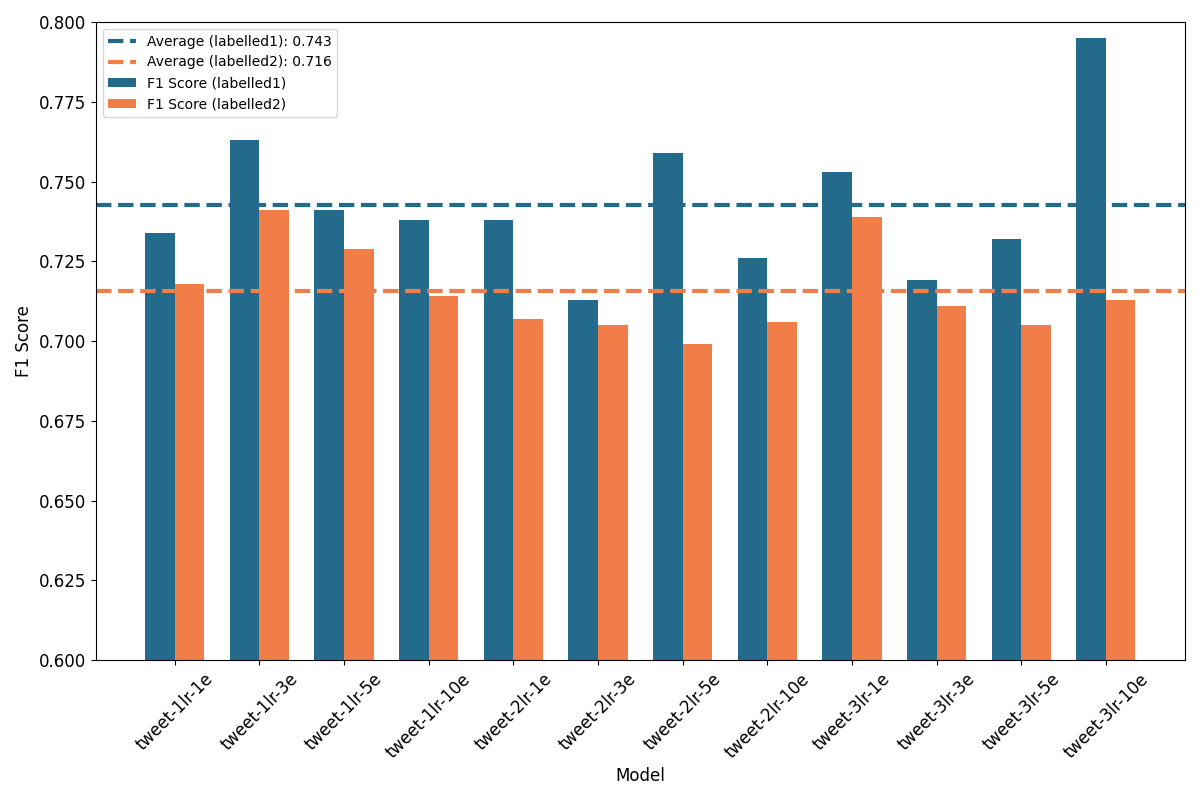 0.800
0.775
0.750
0.725
0.700
0.675
0.650
0.625
0.600
F1 Score
Average (labelled1): 0.743
Average (labelled2): 0.716
F1 Score (labelled1)
F1 Score (labelled2)
tweet-1lr-1e
tweet-1lr-3e
tweet-1lr-5e
tweet-1lr-10e
tweet-2lr-1e
tweet-2lr-3e
tweet-2lr-5e
tweet-2lr-10e
tweet-3lr-1e
tweet-3lr-3e
tweet-3lr-5e
tweet-3lr-10e
Model